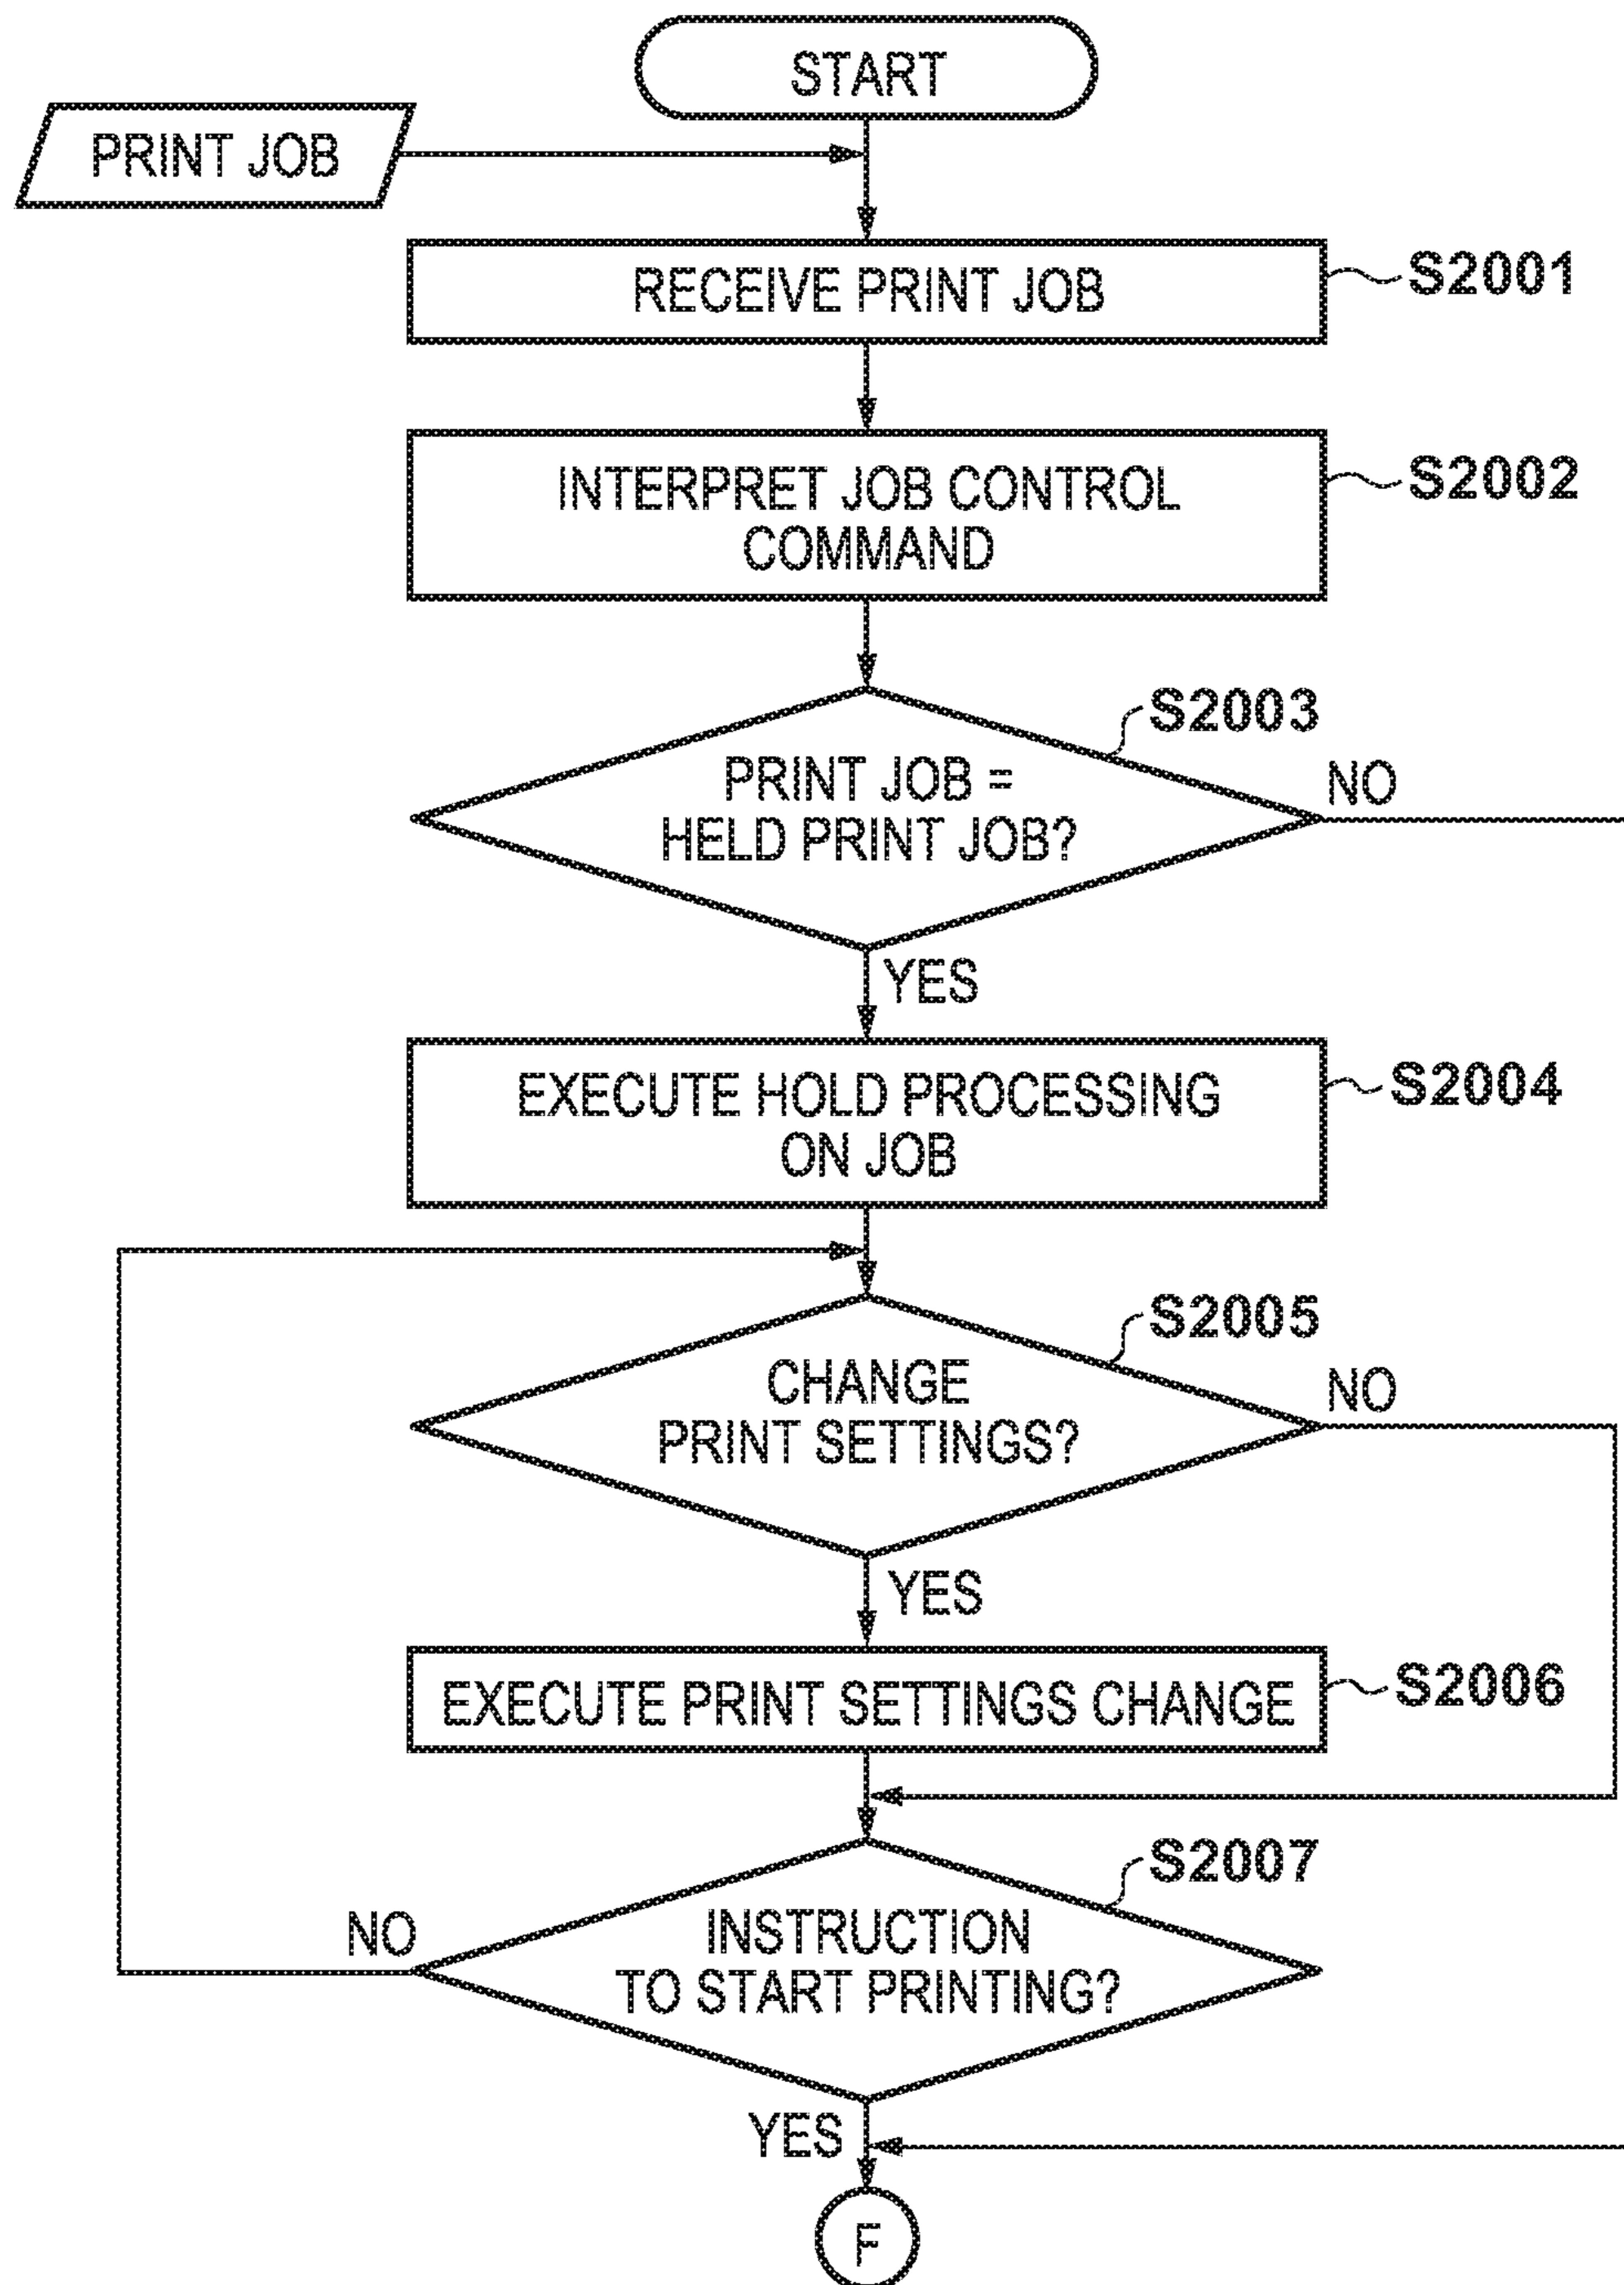 START
PRINT JOB
RECEIVE PRINT JOB
S2001
INTERPRET JOB CONTROL
COMMAND
S2002
S2003
PRINT JOB =
HELD PRINT JOB?
NO
YES
EXECUTE HOLD PROCESSING
ON JOB
S2004
S2005
CHANGE
PRINT SETTINGS?
NO
YES
EXECUTE PRINT SETTINGS CHANGE
S2006
S2007
INSTRUCTION
TO START PRINTING?
NO
YES
F